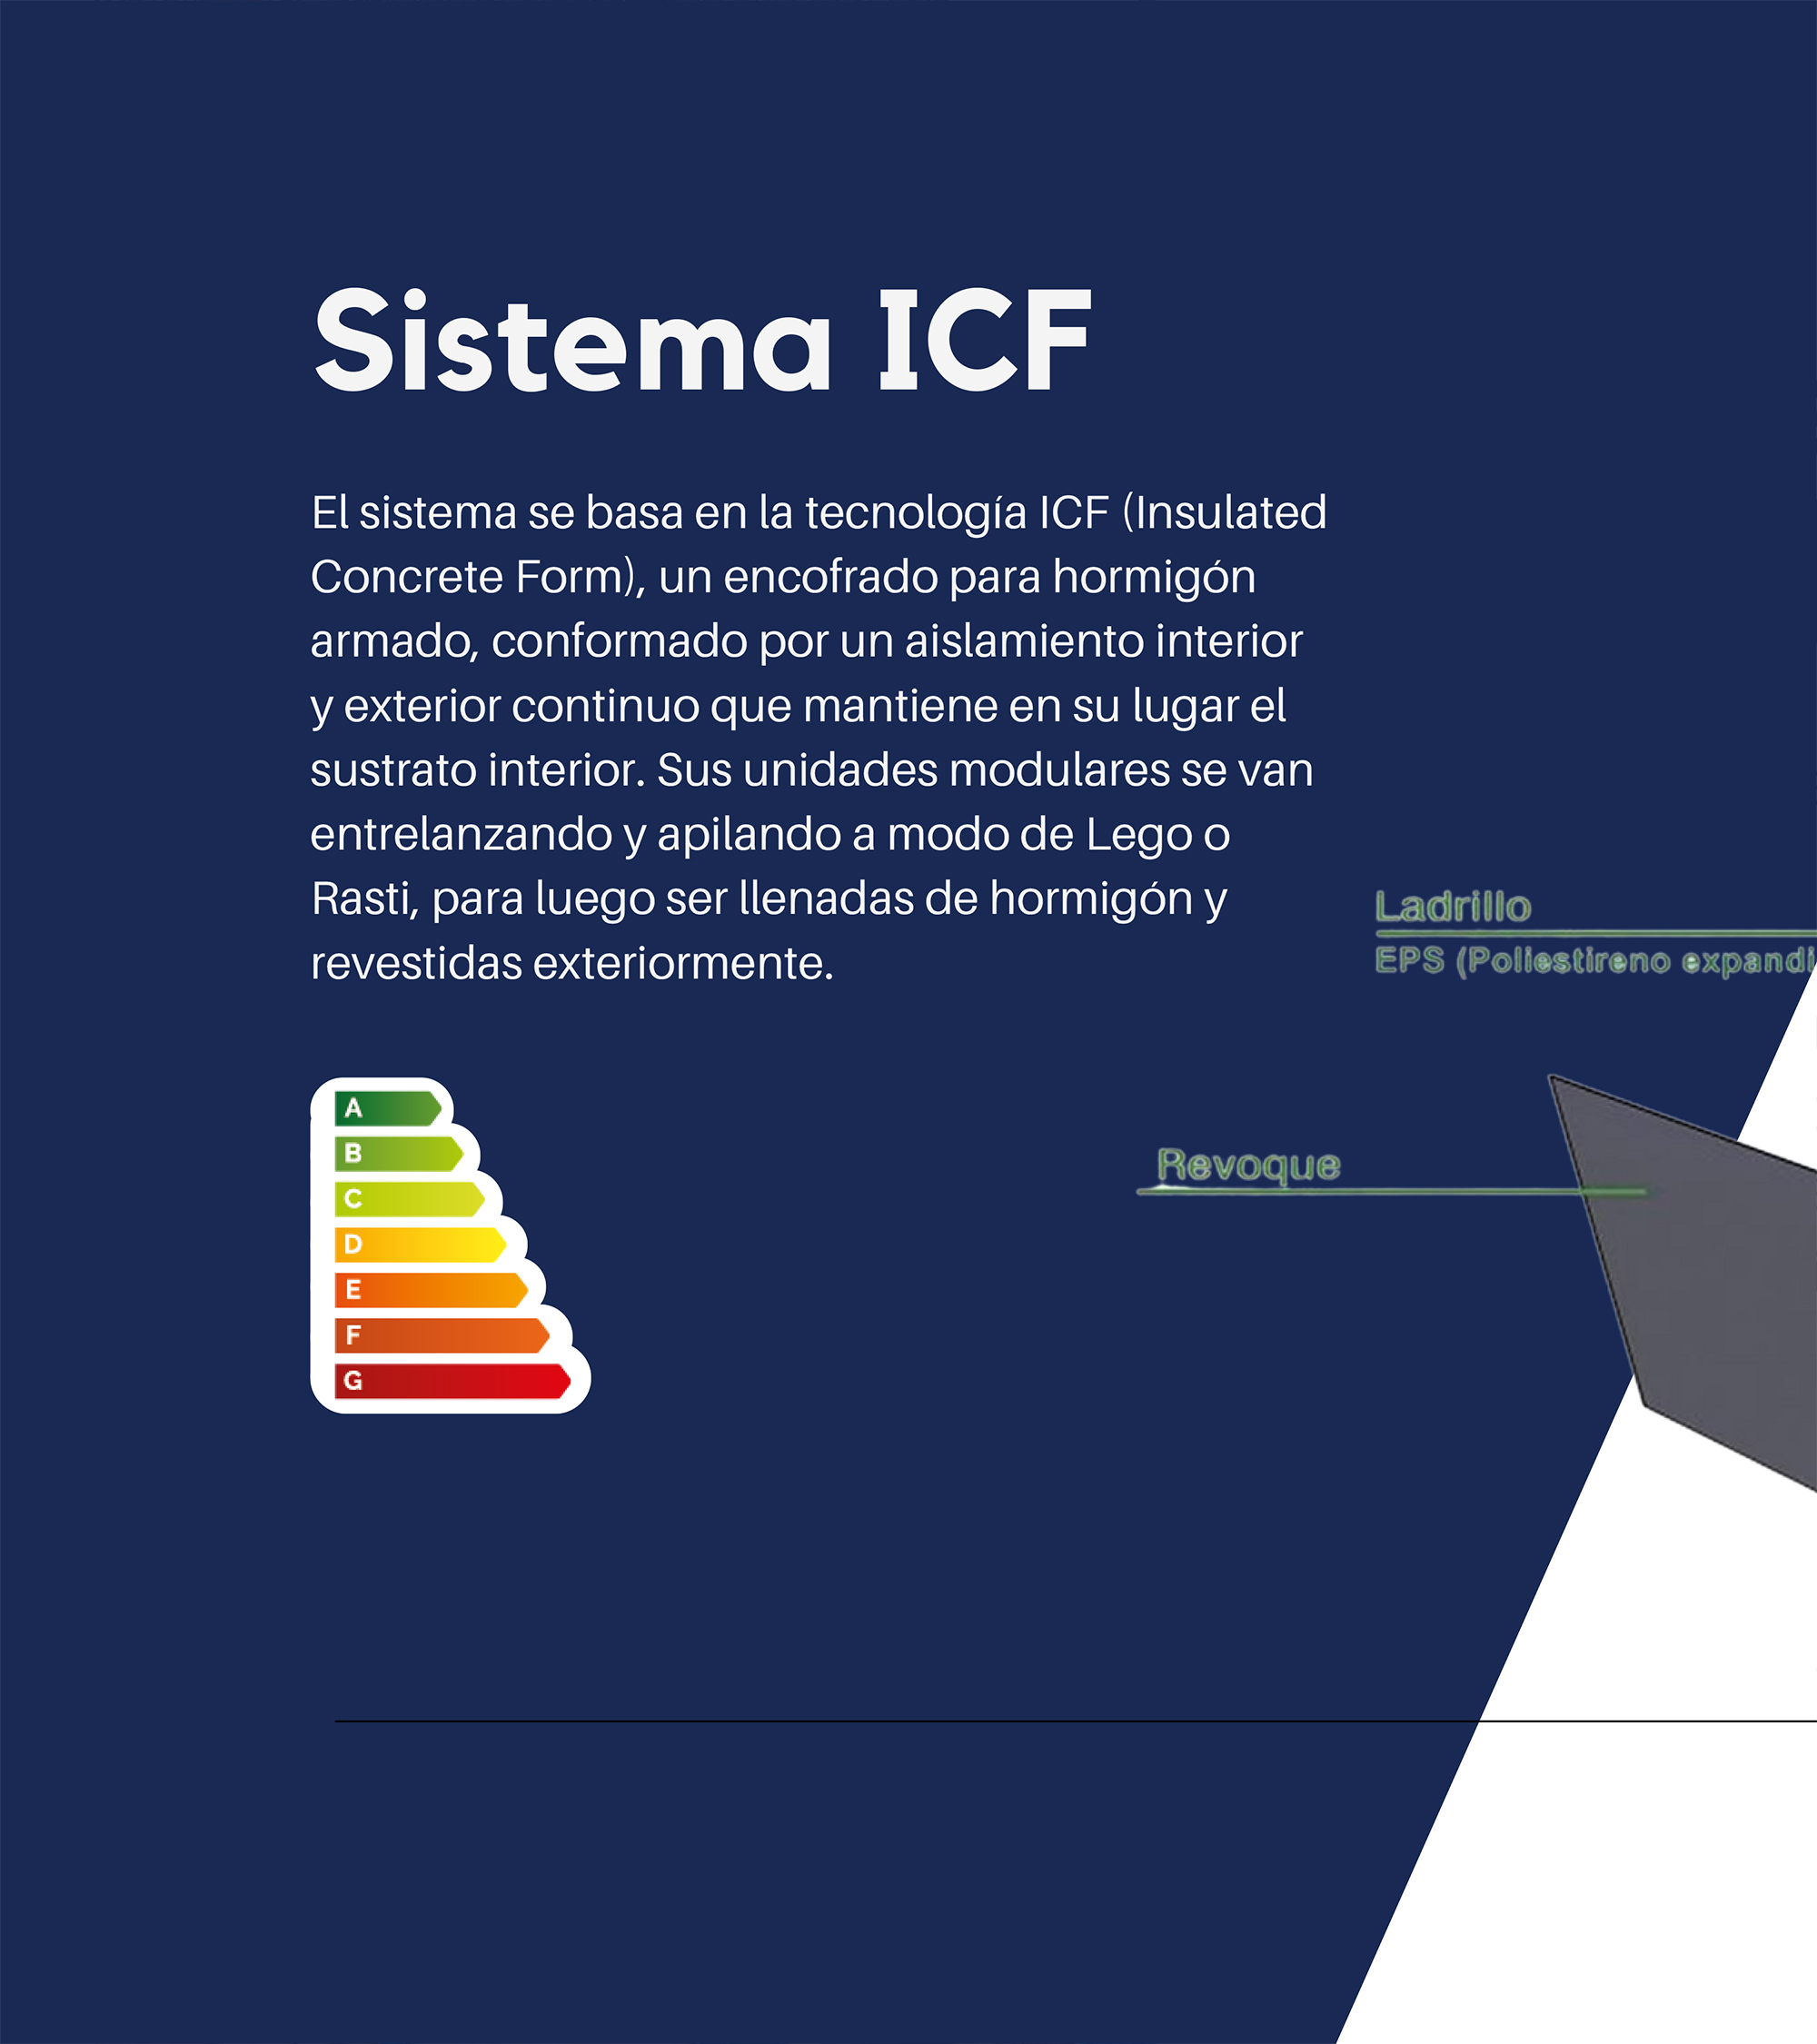 Sistema ICF
El sistema se basa en la tecnología ICF (Insulated
Concrete Form), un encofrado para hormigón
armado, conformado por un aislamiento interior
y exterior continuo que mantiene en su lugar el
sustrato interior. Sus unidades modulares se van
entrelanzando y apilando a modo de Lego o
Rasti, para luego ser llenadas de hormigón y
revestidas exteriormente.
Ladrillo
EPS (Poliestireno expandi
Revoque
A
B
C
D
E
F
G